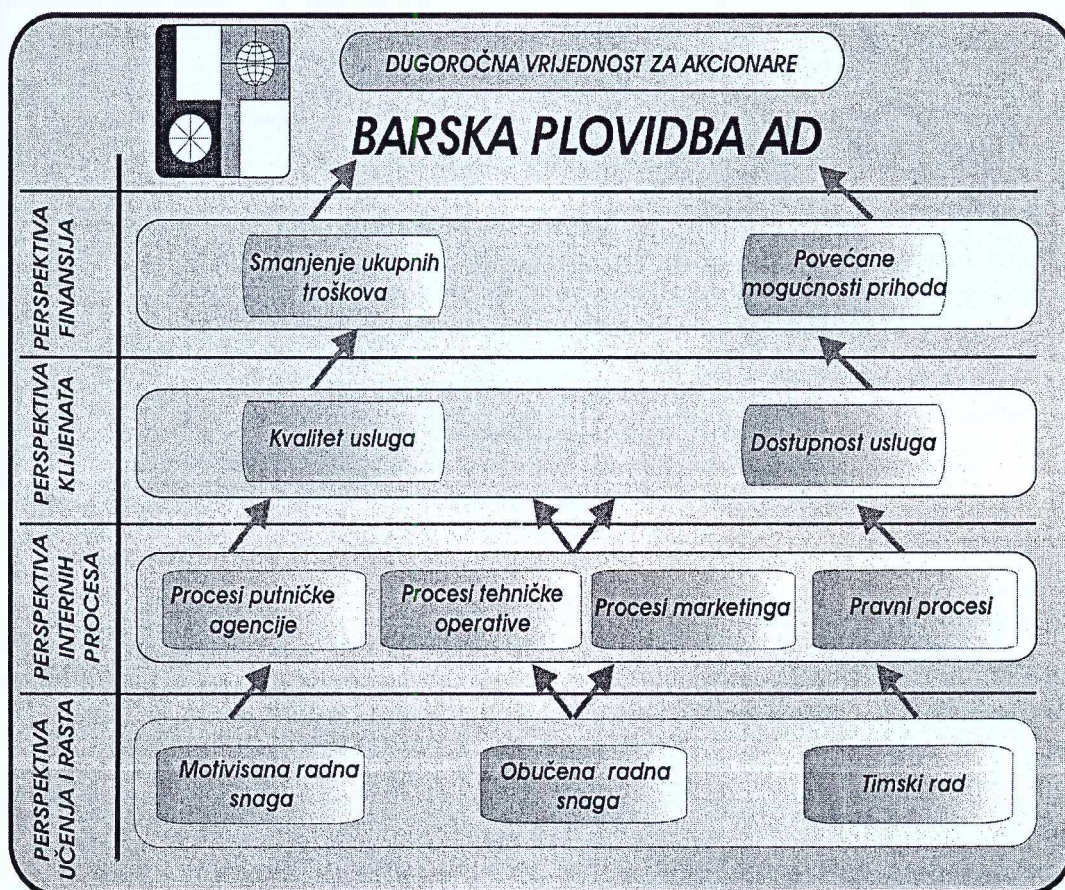 DUGOROČNA VRIJEDNOST ZA AKCIONARE
BARSKA PLOVIDBA AD
PERSPEKTIVA
FINANSIJA
Smanjenje ukupnih
troškova
Povećane
mogućnosti prihoda
PERSPEKTIVA
KLIJENATA
Kvalitet usluga
Dostupnost usluga
PERSPEKTIVA
INTERNIH
PROCESA
Procesi putničke
agencije
Procesi tehničke
operative
Procesi marketinga
Pravni procesi
PERSPEKTIVA
UČENJA I RASTA
Motivisana radna
snaga
Obučena radna
snaga
Timski rad